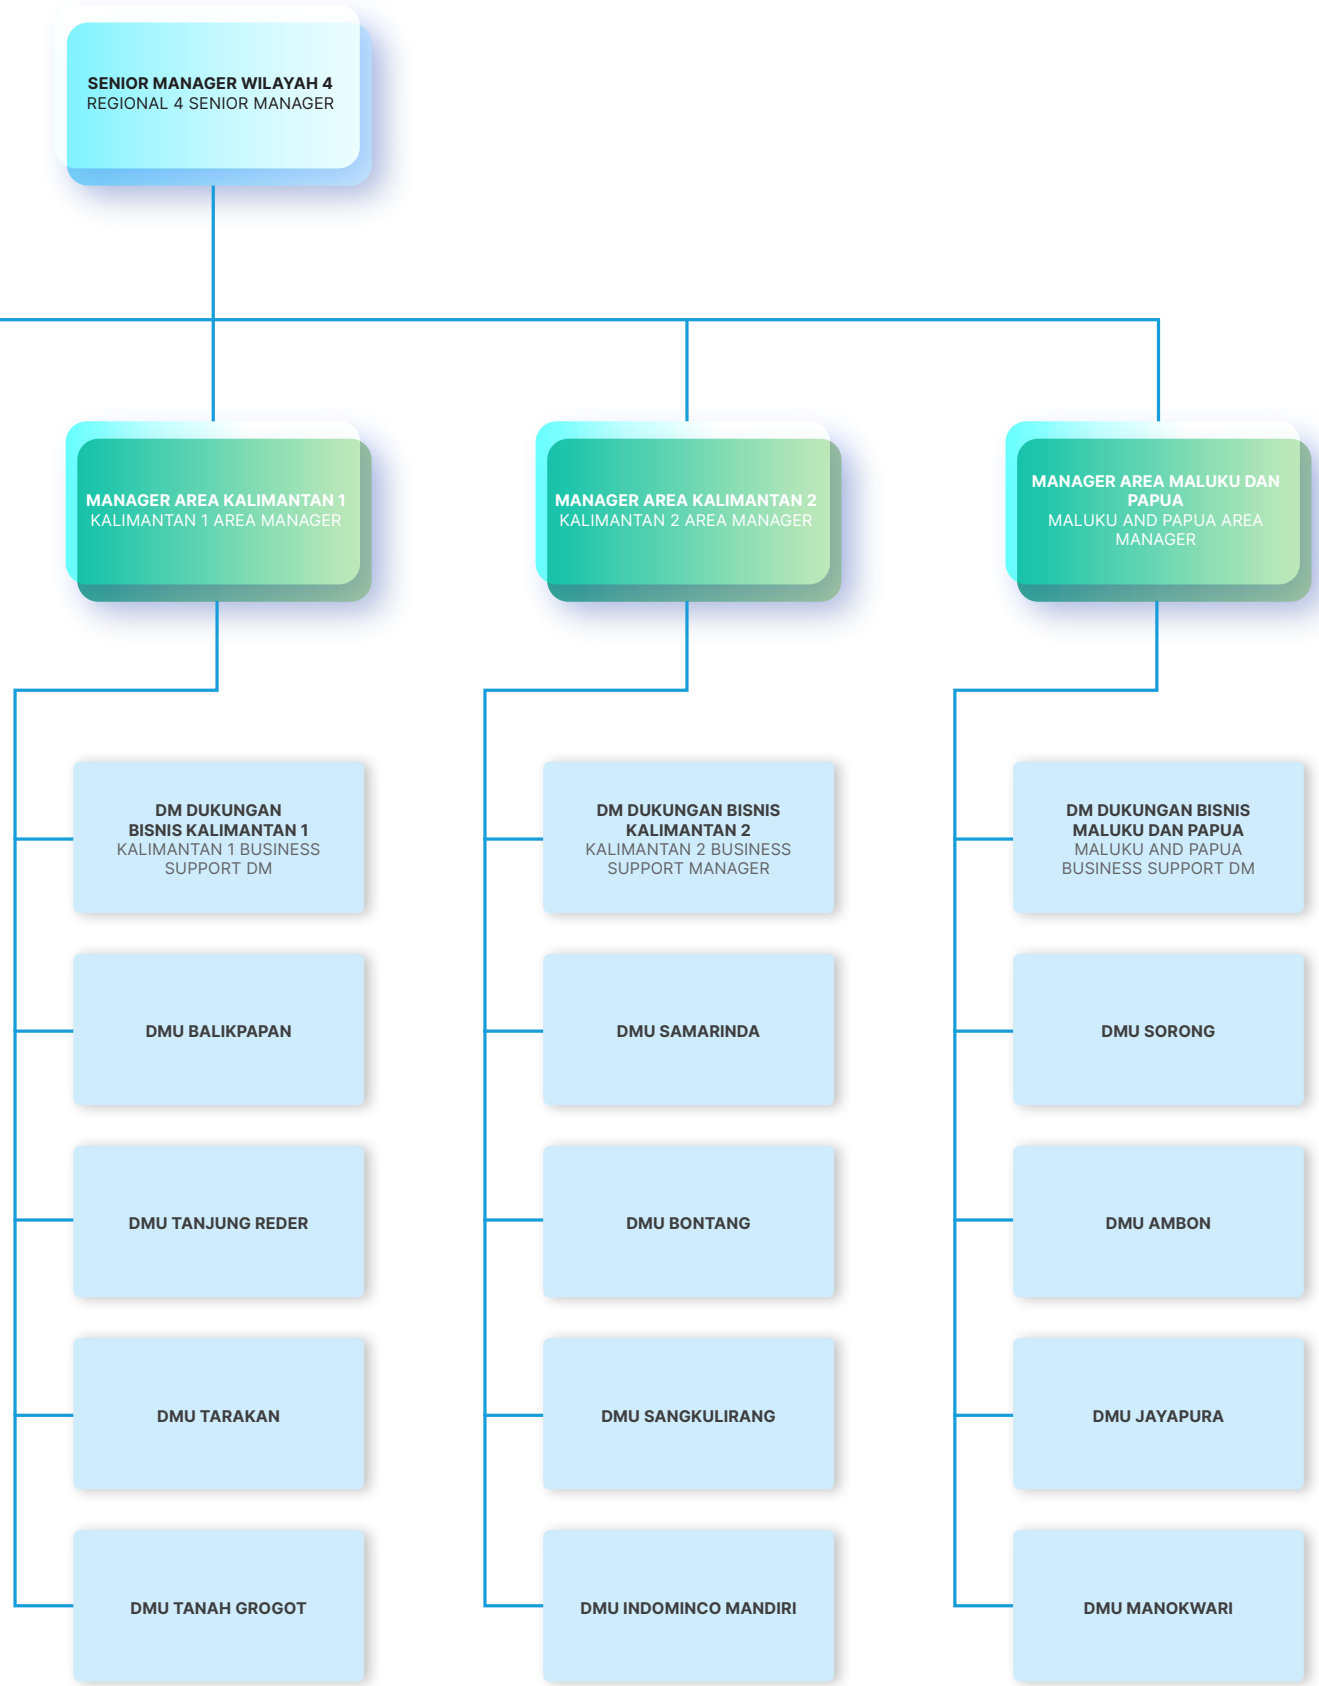 SENIOR MANAGER WILAYAH 4
REGIONAL 4 SENIOR MANAGER
MANAGER AREA KALIMANTAN 1
KALIMANTAN 1 AREA MANAGER
DM DUKUNGAN
BISNIS KALIMANTAN 1
KALIMANTAN 1 BUSINESS
SUPPORT DM
DMU BALIKPAPAN
DMU TANJUNG REDER
DMU TARAKAN
DMU TANAH GROGOT
MANAGER AREA KALIMANTAN 2
KALIMANTAN 2 AREA MANAGER
DM DUKUNGAN BISNIS
KALIMANTAN 2
KALIMANTAN 2 BUSINESS
SUPPORT MANAGER
DMU SAMARINDA
DMU BONTANG
DMU SANGKULIRANG
DMU INDOMINCO MANDIRI
MANAGER AREA MALUKU DAN
PAPUA
MALUKU AND PAPUA AREA
MANAGER
DM DUKUNGAN BISNIS
MALUKU DAN PAPUA
MALUKU AND PAPUA
BUSINESS SUPPORT DM
DMU SORONG
DMU AMBON
DMU JAYAPURA
DMU MANOKWARI